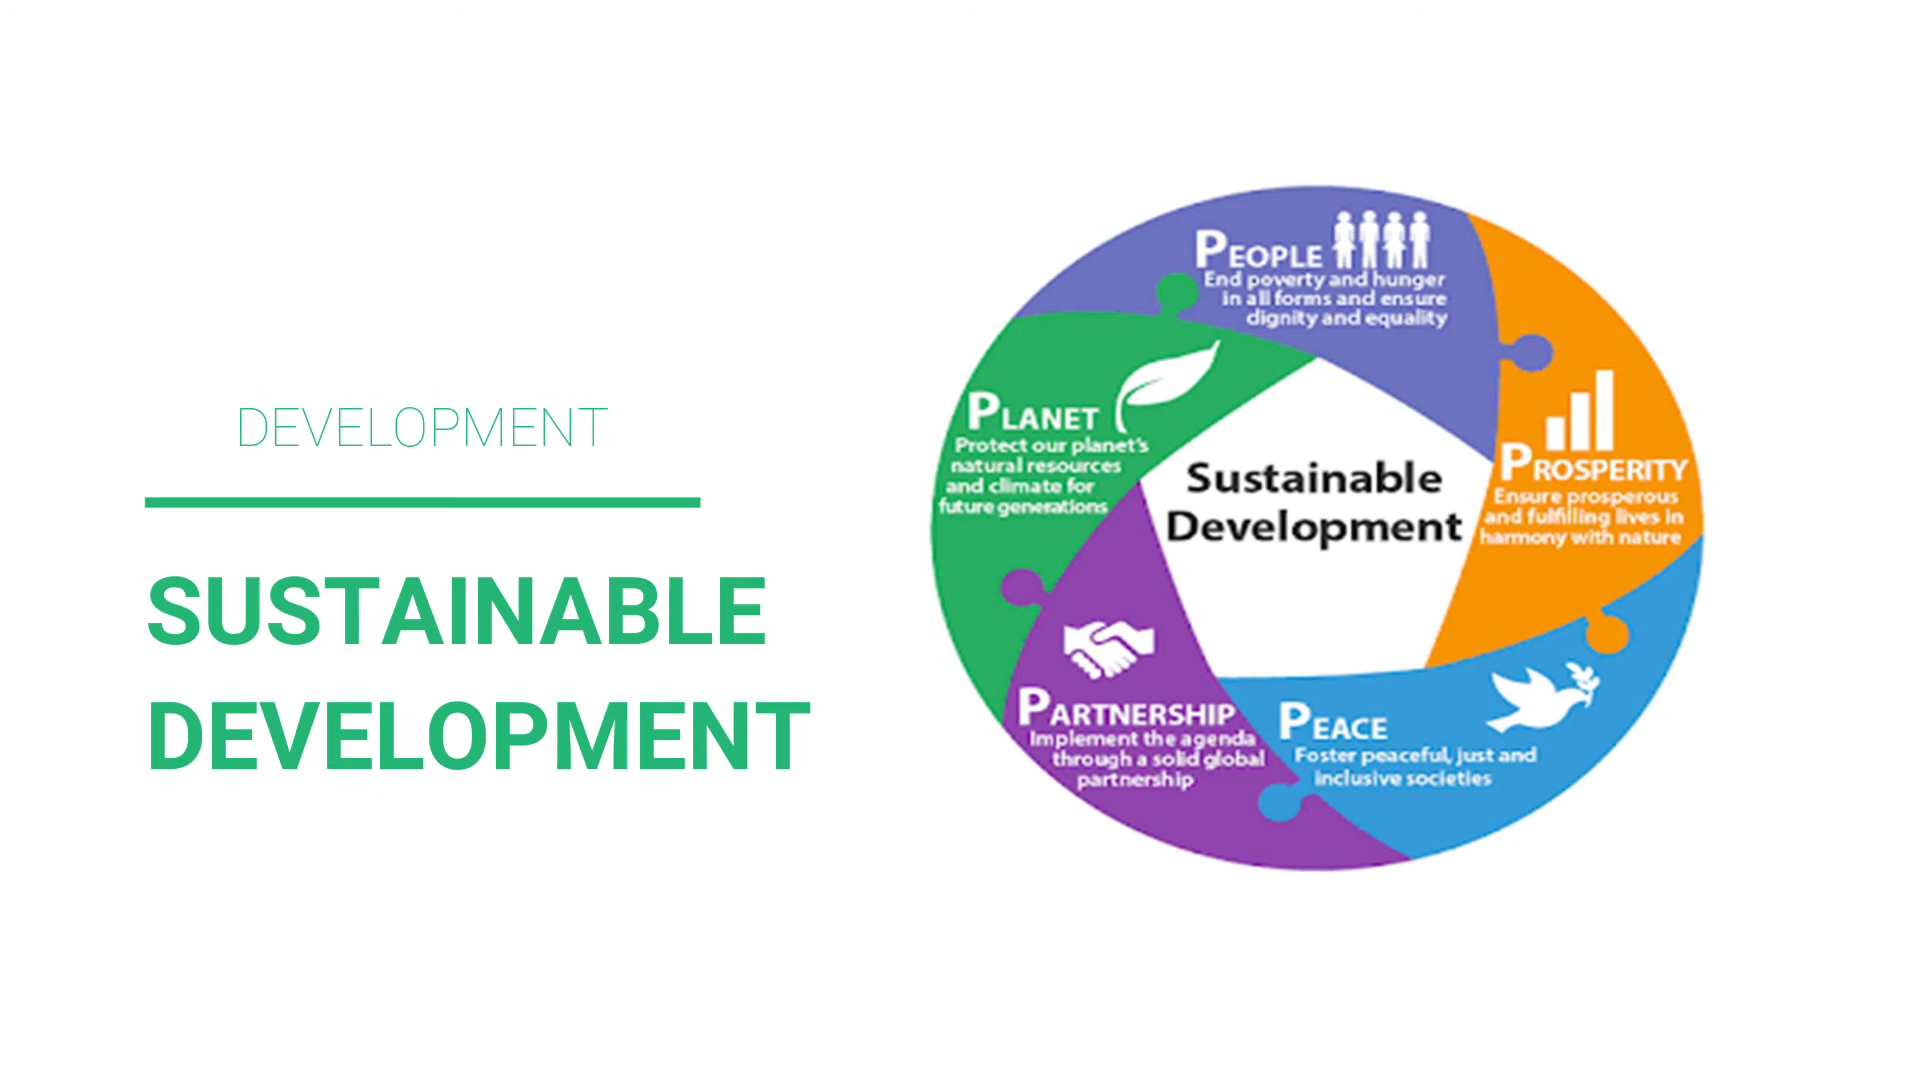 DEVELOPMENT
SUSTAINABLE
DEVELOPMENT
PEOPLE
End poverty and hunger
in all forms and ensure
dignity and equality
PROSPERITY
Ensure prosperous
and fulfilling lives in
harmony with nature
PEACE
Foster peaceful, just and
inclusive societies
PARTNERSHIP
Implement the agenda
through a solid global
partnership
PLANET
Protect our planet's
natural resources
and climate for
future generations
Sustainable
Development